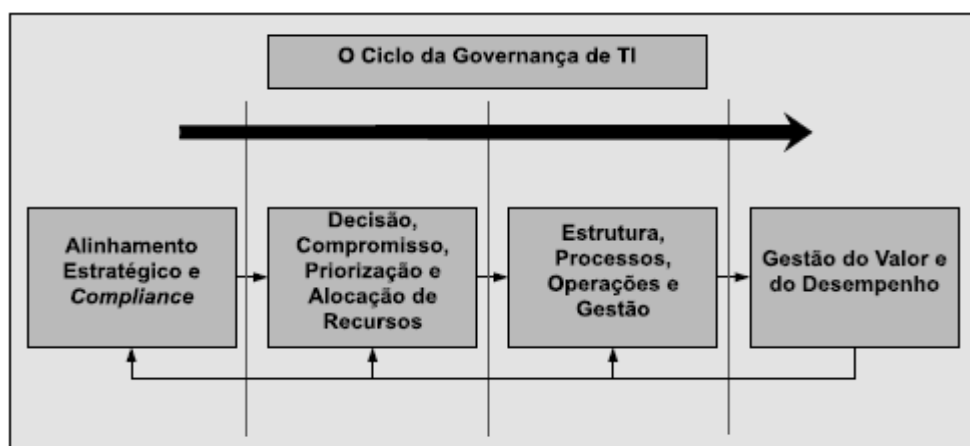 O Ciclo da Governança de TI
Alinhamento
Estratégico e
Compliance
Decisão,
Compromisso,
Priorização e
Alocação de
Recursos
Estrutura,
Processos,
Operações e
Gestão
Gestão do Valor e
do Desempenho